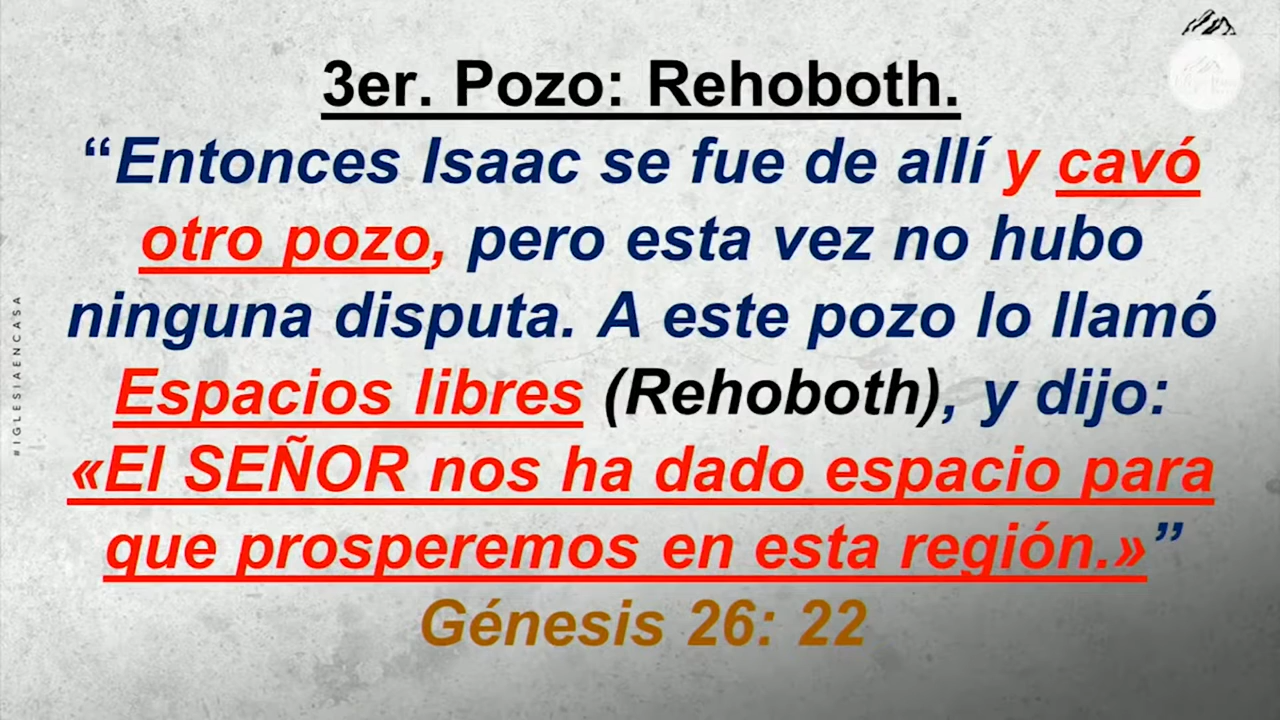 3er. Pozo: Rehoboth.
“Entonces Isaac se fue de allí y cavó
otro pozo, pero esta vez no hubo
ninguna disputa. A este pozo lo llamó
Espacios libres (Rehoboth), y dijo:
«El SEÑOR nos ha dado espacio para
que prosperemos en esta región.»”
Génesis 26: 22
#IGLESIAENCASA